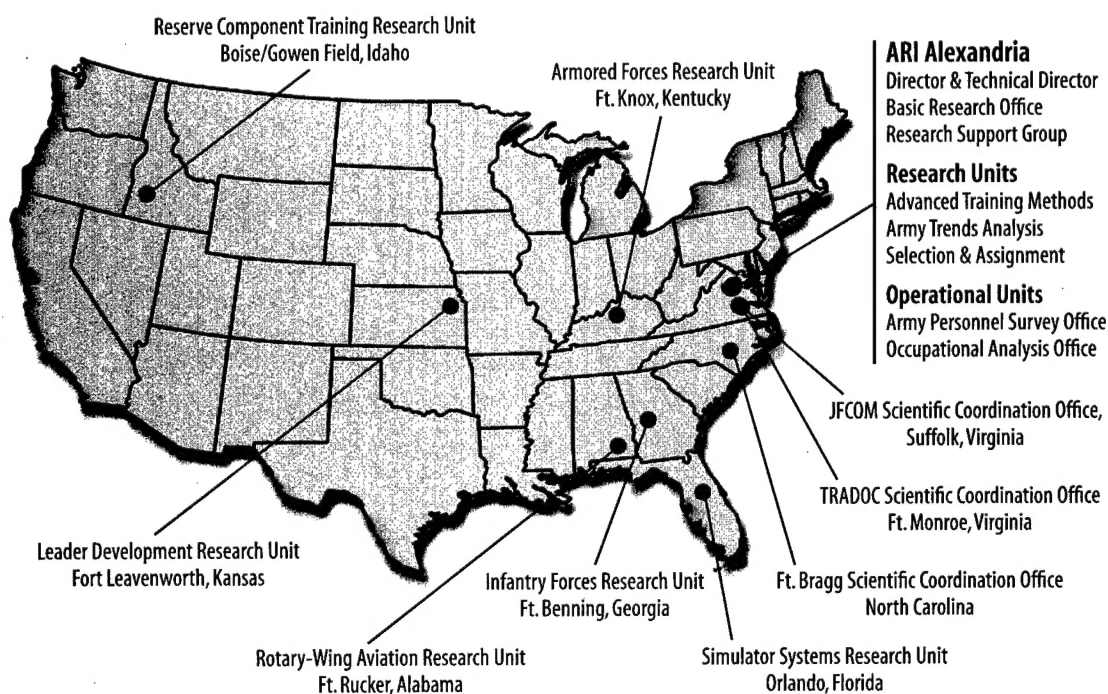 Reserve Component Training Research Unit
Boise/Gowen Field, Idaho
Armored Forces Research Unit
Ft. Knox, Kentucky
ARI Alexandria
Director & Technical Director
Basic Research Office
Research Support Group
Research Units
Advanced Training Methods
Army Trends Analysis
Selection & Assignment
Operational Units
Army Personnel Survey Office
Occupational Analysis Office
JFCOM Scientific Coordination Office,
Suffolk, Virginia
TRADOC Scientific Coordination Office
Ft. Monroe, Virginia
Leader Development Research Unit
Fort Leavenworth, Kansas
Infantry Forces Research Unit
Ft. Benning, Georgia
Ft. Bragg Scientific Coordination Office
North Carolina
Rotary-Wing Aviation Research Unit
Ft. Rucker, Alabama
Simulator Systems Research Unit
Orlando, Florida